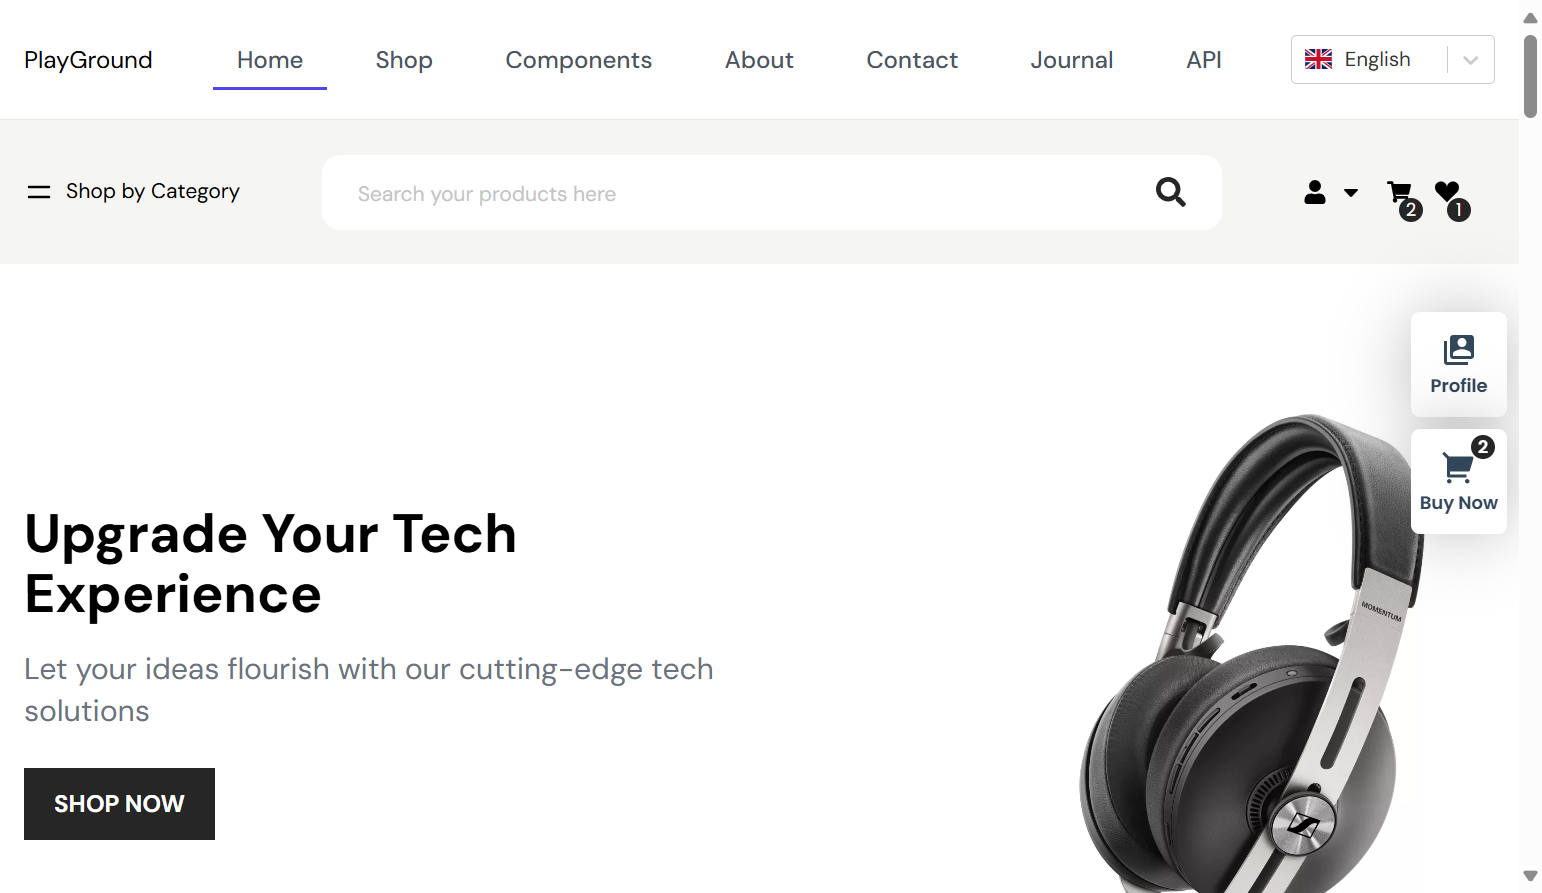 PlayGround
Home
Shop
Components
About
Contact
Journal
API
English
Shop by Category
Search your products here
2
1
Profile
2
Buy Now
Upgrade Your Tech
Experience
Let your ideas flourish with our cutting-edge tech
solutions
SHOP NOW
MOMENTUM